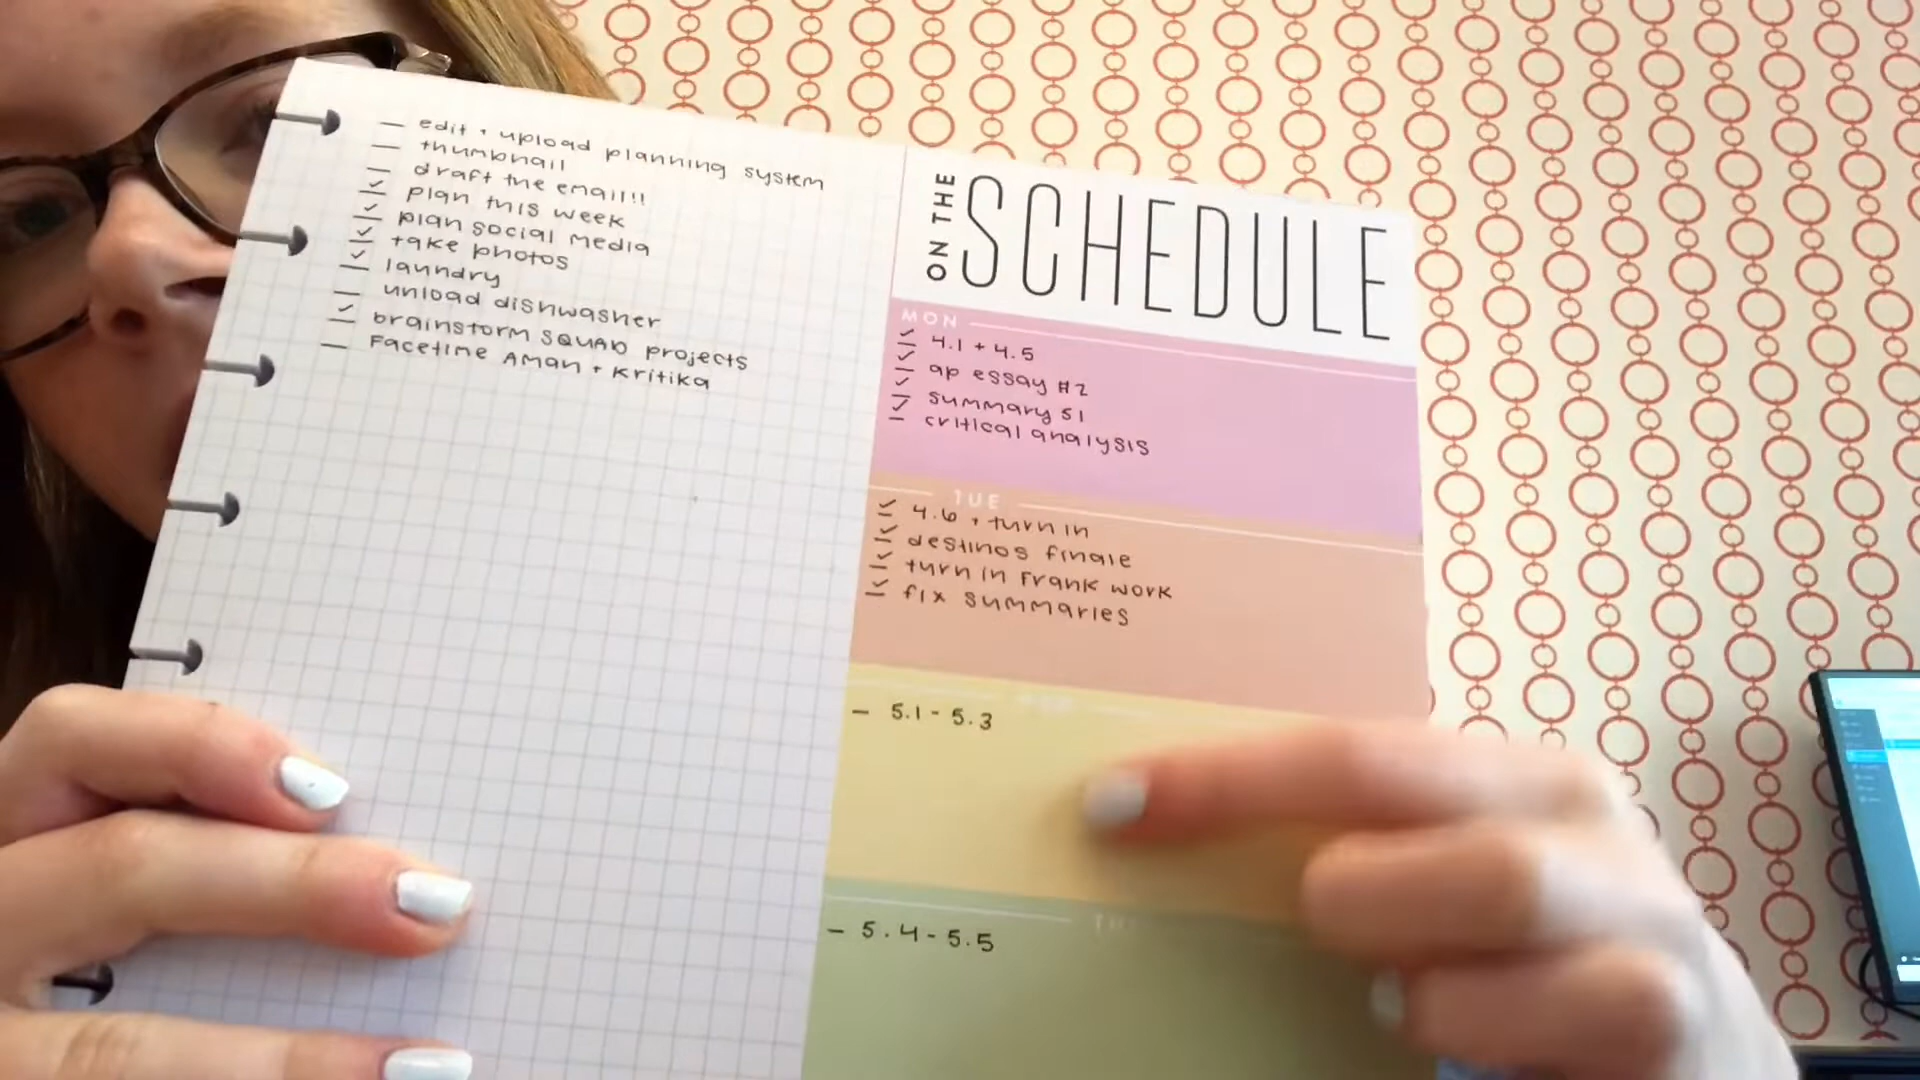 edit + upload planning system
thumbnail
draft the email!!
plan this week
plan social media
take photos
laundry
unload dishwasher
brainstorm SQUAD projects
Facetime Aman + Kritika
ON THE SCHEDULE
MON
4.1 + 4.5
ap essay #2
summary 51
critical analysis
TUE
4.6 + turn in
destinos finale
turn in Frank work
fix summaries
5.1 - 5.3
5.4 - 5.5